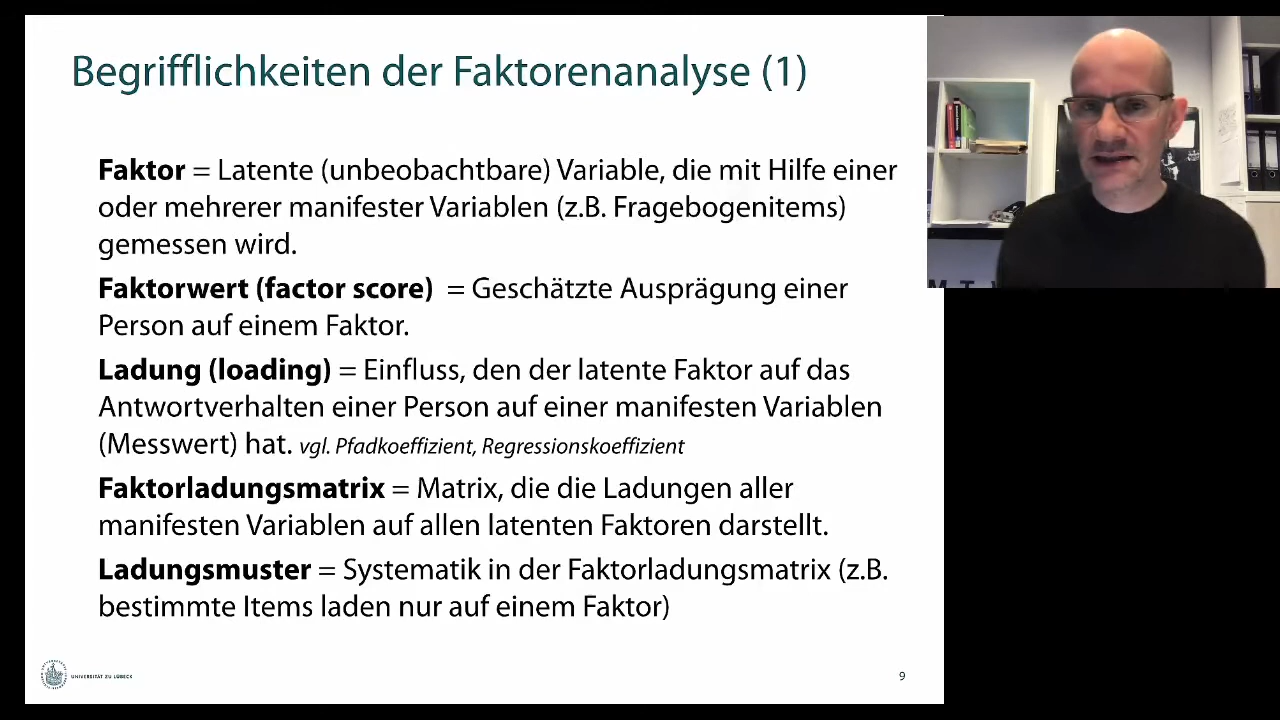 Begrifflichkeiten der Faktorenanalyse (1)
Faktor = Latente (unbeobachtbare) Variable, die mit Hilfe einer
oder mehrerer manifester Variablen (z.B. Fragebogenitems)
gemessen wird.
Faktorwert (factor score) = Geschätzte Ausprägung einer
Person auf einem Faktor.
Ladung (loading) = Einfluss, den der latente Faktor auf das
Antwortverhalten einer Person auf einer manifesten Variablen
(Messwert) hat. vgl. Pfadkoeffizient, Regressionskoeffizient
Faktorladungsmatrix = Matrix, die die Ladungen aller
manifesten Variablen auf allen latenten Faktoren darstellt.
Ladungsmuster = Systematik in der Faktorladungsmatrix (z.B.
bestimmte Items laden nur auf einem Faktor)
UNIVERSITÄT ZU LÜBECK
9